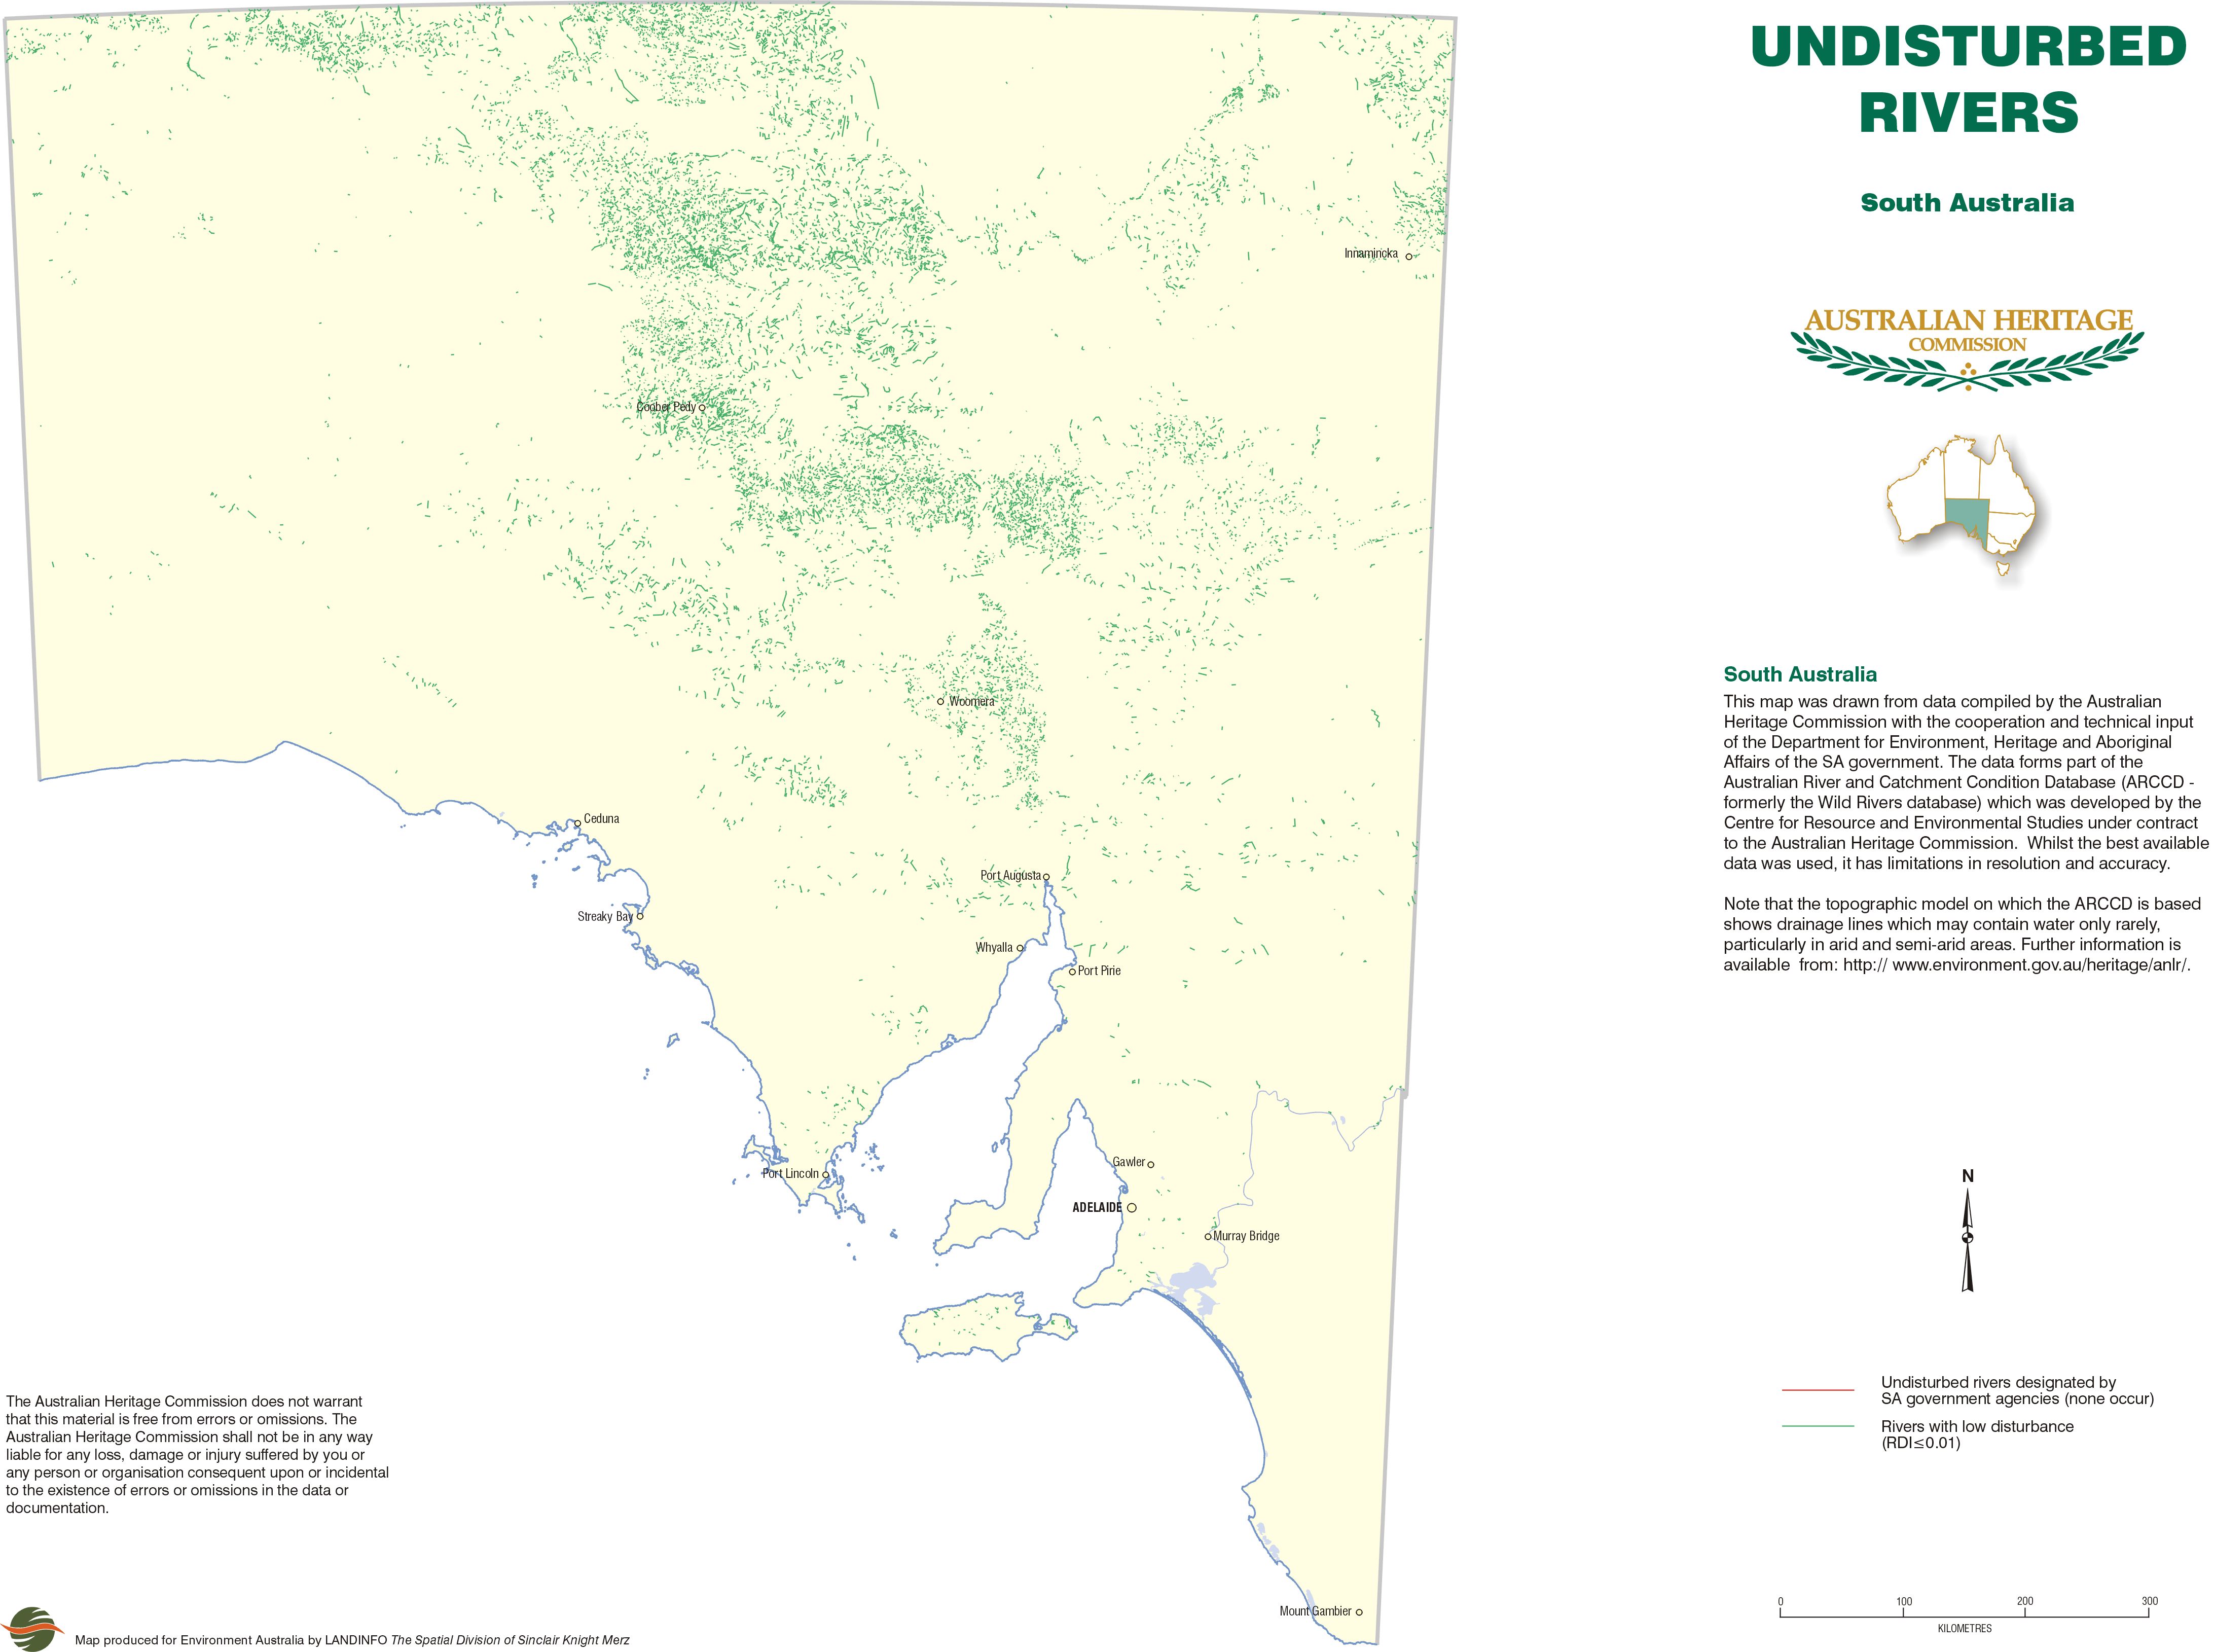 UNDISTURBED
RIVERS
South Australia
AUSTRALIAN HERITAGE
COMMISSION
South Australia
This map was drawn from data compiled by the Australian
Heritage Commission with the cooperation and technical input
of the Department for Environment, Heritage and Aboriginal
Affairs of the SA government. The data forms part of the
Australian River and Catchment Condition Database (ARCCD -
formerly the Wild Rivers database) which was developed by the
Centre for Resource and Environmental Studies under contract
to the Australian Heritage Commission.  Whilst the best available
data was used, it has limitations in resolution and accuracy.
Note that the topographic model on which the ARCCD is based
shows drainage lines which may contain water only rarely,
particularly in arid and semi-arid areas. Further information is
available  from: http:// www.environment.gov.au/heritage/anlr/.
Innamincka
Coober Pedy
Woomera
Ceduna
Port Augusta
Streaky Bay
Whyalla
Port Pirie
Gawler
Port Lincoln
ADELAIDE
Murray Bridge
Mount Gambier
N
Undisturbed rivers designated by
SA government agencies (none occur)
Rivers with low disturbance
(RDI≤0.01)
0 100 200 300
KILOMETRES
The Australian Heritage Commission does not warrant
that this material is free from errors or omissions. The
Australian Heritage Commission shall not be in any way
liable for any loss, damage or injury suffered by you or
any person or organisation consequent upon or incidental
to the existence of errors or omissions in the data or
documentation.
Map produced for Environment Australia by LANDINFO The Spatial Division of Sinclair Knight Merz